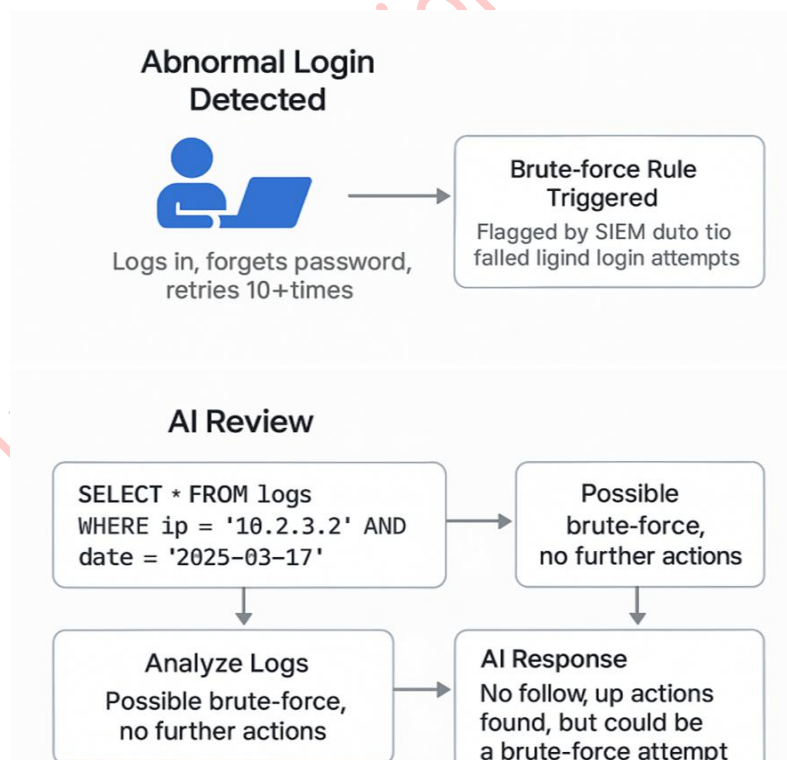 Abnormal Login
Detected
Logs in, forgets password,
retries 10+times
Brute-force Rule
Triggered
Flagged by SIEM duto tio
falled ligind login attempts
AI Review
SELECT * FROM logs
WHERE ip = '10.2.3.2' AND
date = '2025-03-17'
Possible
brute-force,
no further actions
Analyze Logs
Possible brute-force,
no further actions
AI Response
No follow, up actions
found, but could be
a brute-force attempt